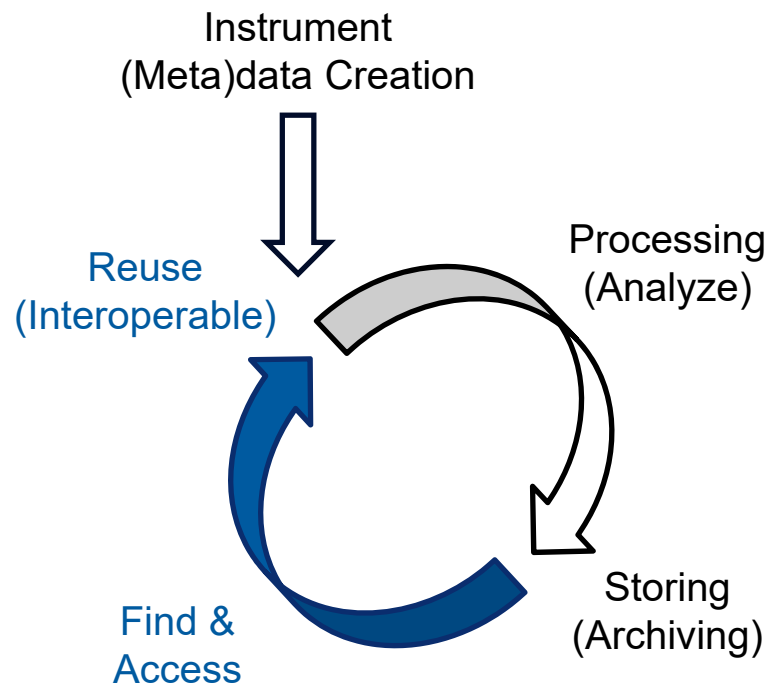 Instrument
(Meta)data Creation
Processing
(Analyze)
Reuse
(Interoperable)
Storing
(Archiving)
Find &
Access